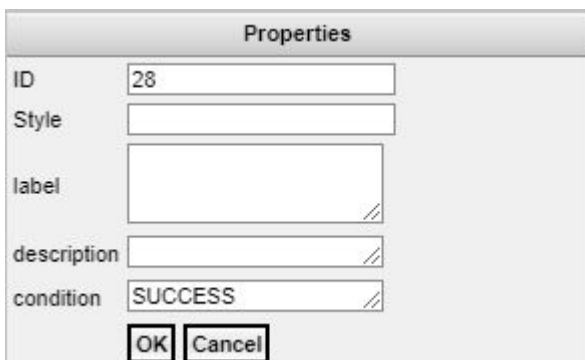 Properties
ID 28
Style
label
description
condition SUCCESS
OK Cancel